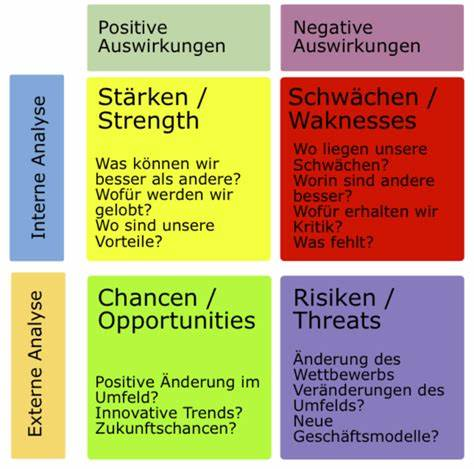 Positive
Auswirkungen
Negative
Auswirkungen
Interne Analyse
Stärken /
Strength
Was können wir
besser als andere?
Wofür werden wir
gelobt?
Wo sind unsere
Vorteile?
Schwächen /
Waknesses
Wo liegen unsere
Schwächen?
Worin sind andere
besser?
Wofür erhalten wir
Kritik?
Was fehlt?
Externe Analyse
Chancen /
Opportunities
Positive Änderung im
Umfeld?
Innovative Trends?
Zukunftschancen?
Risiken /
Threats
Änderung des
Wettbewerbs
Veränderungen des
Umfelds?
Neue
Geschäftsmodelle?